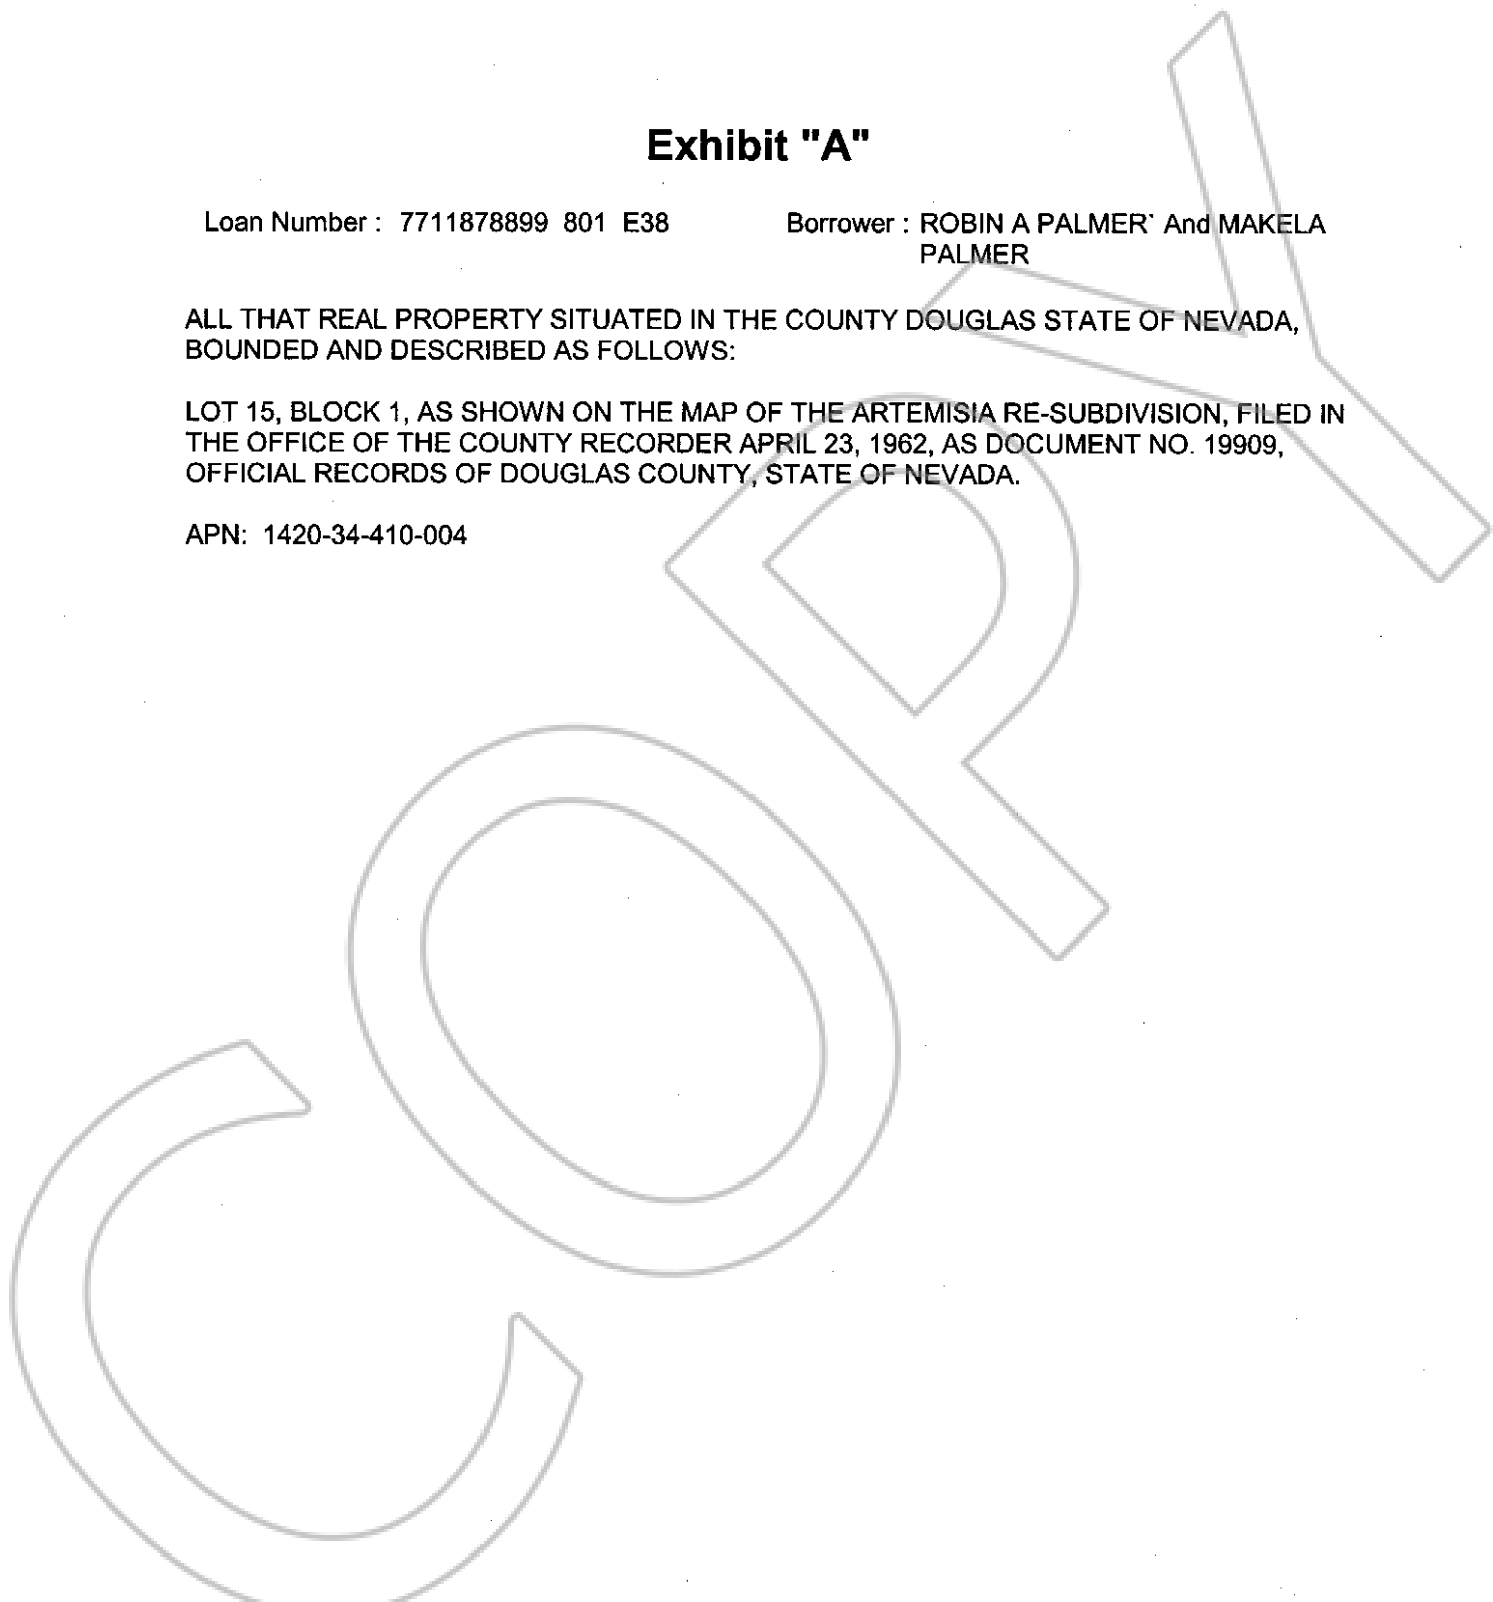 Exhibit "A"
Loan Number : 7711878899 801 E38 Borrower : ROBIN A PALMER And MAKELA
PALMER
ALL THAT REAL PROPERTY SITUATED IN THE COUNTY DOUGLAS STATE OF NEVADA,
BOUNDED AND DESCRIBED AS FOLLOWS:
LOT 15, BLOCK 1, AS SHOWN ON THE MAP OF THE ARTEMISIA RE-SUBDIVISION, FILED IN
THE OFFICE OF THE COUNTY RECORDER APRIL 23, 1962, AS DOCUMENT NO. 19909,
OFFICIAL RECORDS OF DOUGLAS COUNTY, STATE OF NEVADA.
APN: 1420-34-410-004
COPY